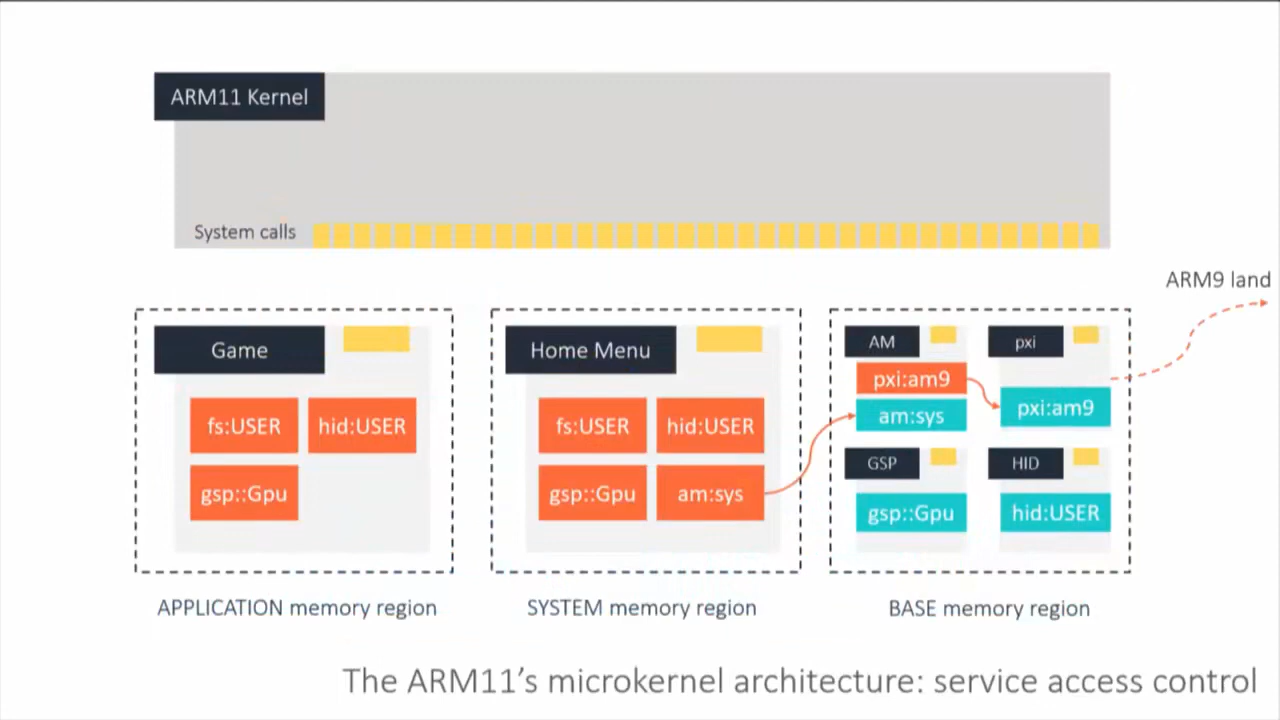 ARM11 Kernel
System calls
ARM9 land
Game
fs:USER hid:USER
gsp::Gpu
APPLICATION memory region
Home Menu
fs:USER hid:USER
gsp::Gpu am:sys
SYSTEM memory region
AM
pxi:am9
am:sys
pxi
pxi:am9
GSP
gsp::Gpu
HID
hid:USER
BASE memory region
The ARM11’s microkernel architecture: service access control